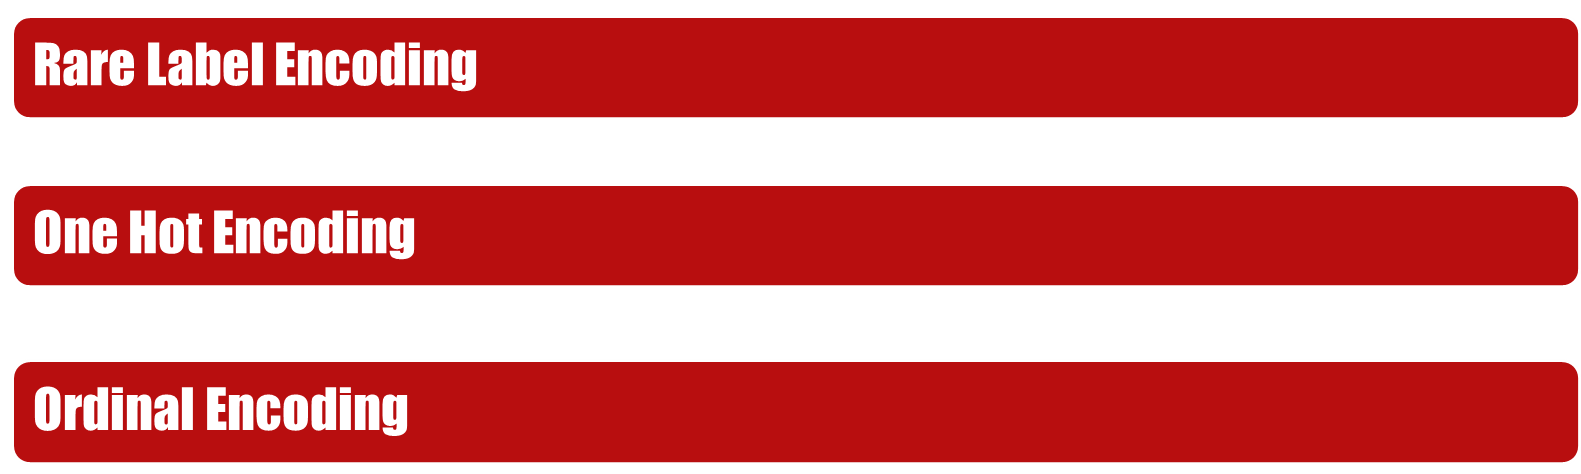 Rare Label Encoding
One Hot Encoding
Ordinal Encoding